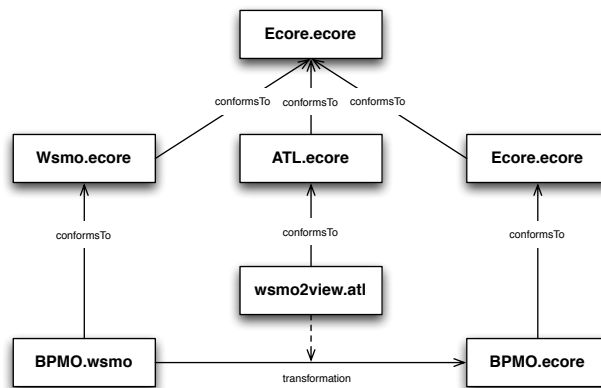 Ecore.ecore
conformsTo
conformsTo
conformsTo
Wsmo.ecore
ATL.ecore
Ecore.ecore
conformsTo
conformsTo
conformsTo
wsmo2view.atl
BPMO.wsmo
BPMO.ecore
transformation